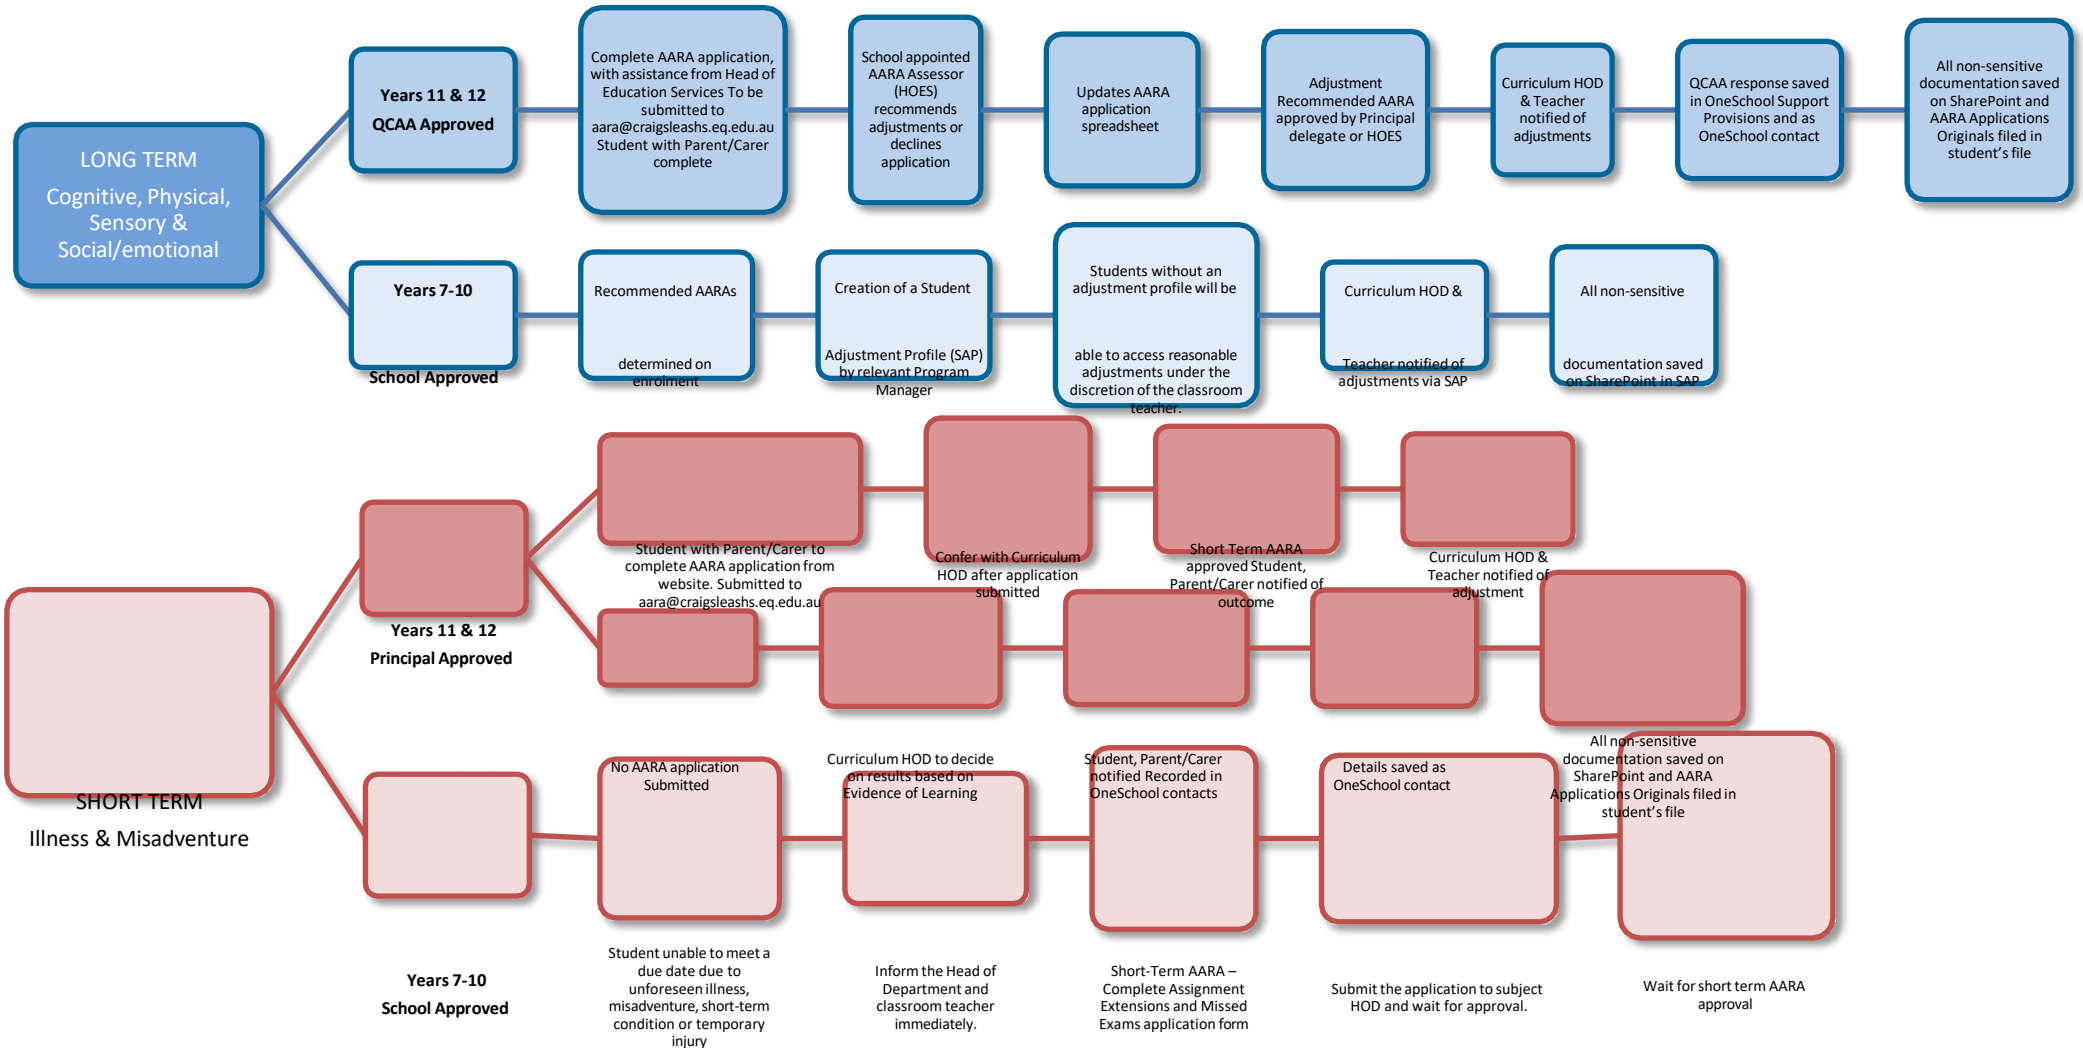 LONG TERM
Cognitive, Physical,
Sensory &
Social/emotional
Years 11 & 12
QCAA Approved
Complete AARA application,
with assistance from Head of
Education Services To be
submitted to
aara@craigsleashs.eq.edu.au
Student with Parent/Carer
complete
School appointed
AARA Assessor
(HOES)
recommends
adjustments or
declines
application
Updates AARA
application
spreadsheet
Adjustment
Recommended AARA
approved by Principal
delegate or HOES
Curriculum HOD
& Teacher
notified of
adjustments
QCAA response saved
in OneSchool Support
Provisions and as
OneSchool contact
All non-sensitive
documentation saved
on SharePoint and
AARA Applications
Originals filed in
student's file
Years 7-10
School Approved
Recommended AARAs
determined on
enrolment
Creation of a Student
Adjustment Profile (SAP)
by relevant Program
Manager
Students without an
adjustment profile will be
able to access reasonable
adjustments under the
discretion of the classroom
teacher.
Curriculum HOD &
Teacher notified of
adjustments via SAP
All non-sensitive
documentation saved
on SharePoint in SAP
SHORT TERM
Illness & Misadventure
Years 11 & 12
Principal Approved
Student with Parent/Carer to
complete AARA application from
website. Submitted to
aara@craigsleashs.eq.edu.au
Confer with Curriculum
HOD after application
submitted
Short Term AARA
approved Student,
Parent/Carer notified of
outcome
Curriculum HOD &
Teacher notified of
adjustment
No AARA application
Submitted
Curriculum HOD to decide
on results based on
Evidence of Learning
Student, Parent/Carer
notified Recorded in
OneSchool contacts
Details saved as
OneSchool contact
All non-sensitive
documentation saved on
SharePoint and AARA
Applications Originals filed in
student's file
Years 7-10
School Approved
Student unable to meet a
due date due to
unforeseen illness,
misadventure, short-term
condition or temporary
injury
Inform the Head of
Department and
classroom teacher
immediately.
Short-Term AARA –
Complete Assignment
Extensions and Missed
Exams application form
Submit the application to subject
HOD and wait for approval.
Wait for short term AARA
approval